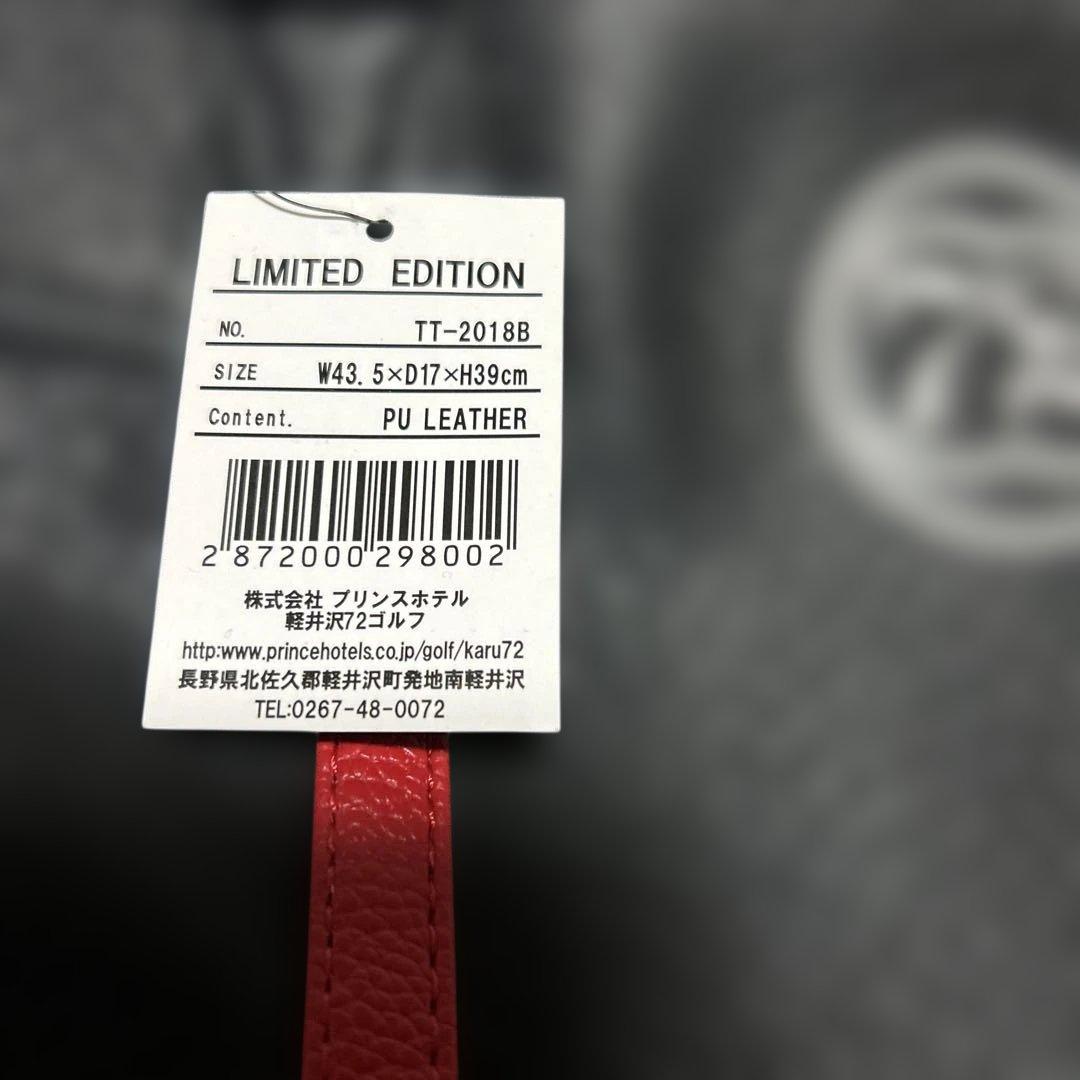 LIMITED EDITION
NO. TT-2018B
SIZE W43.5×D17×H39cm
Content. PU LEATHER
2 872000 298002
株式会社 プリンスホテル
軽井沢72ゴルフ
http:www.princehotels.co.jp/golf/karu72
長野県北佐久郡軽井沢町発地南軽井沢
TEL:0267-48-0072